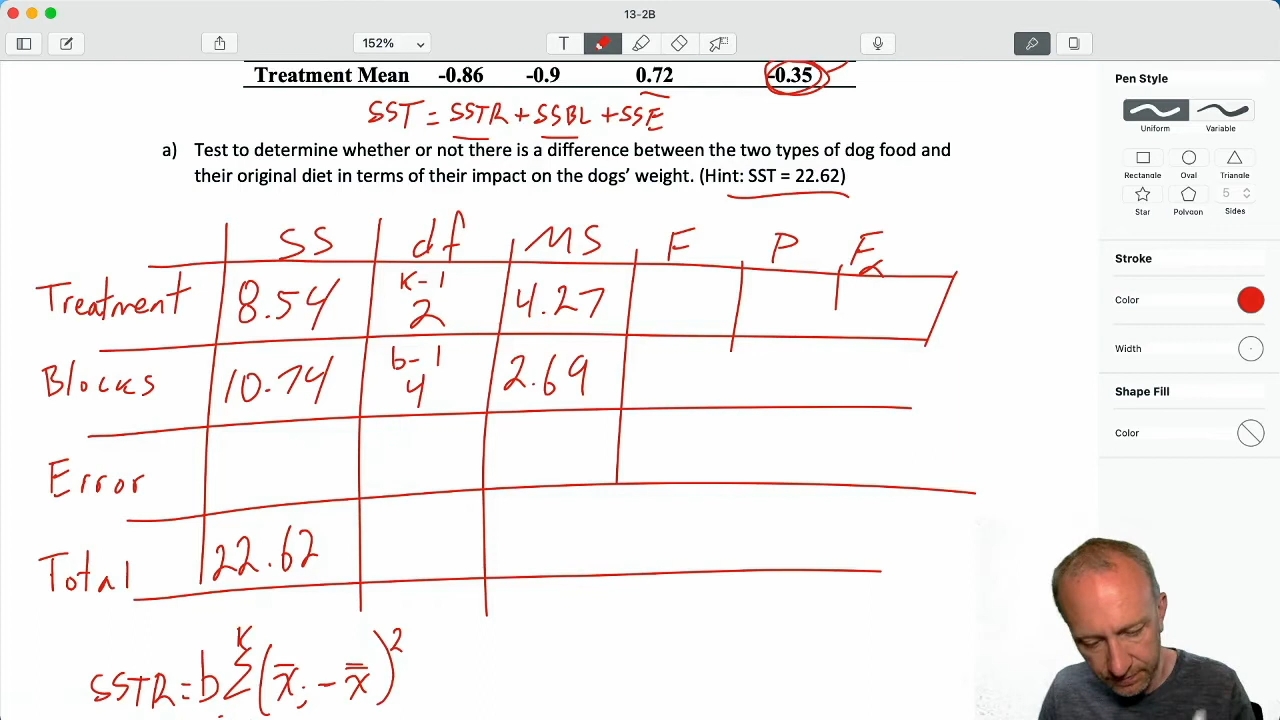 13-2B
152%
T
Treatment Mean -0.86 -0.9 0.72 -0.35
SST = SSTR + SSBL + SSE
a) Test to determine whether or not there is a difference between the two types of dog food and
their original diet in terms of their impact on the dogs' weight. (Hint: SST = 22.62)
SS df MS F P Fα
Treatment 8.54 K-1 2 4.27
Blocks 10.74 b-1 4 2.69
Error
Total 22.62
SSTR = b Σ^K (x̄ⱼ - x̿)²
Pen Style
Uniform Variable
Rectangle Oval Triangle
5
Star Polygon Sides
Stroke
Color
Width
Shape Fill
Color